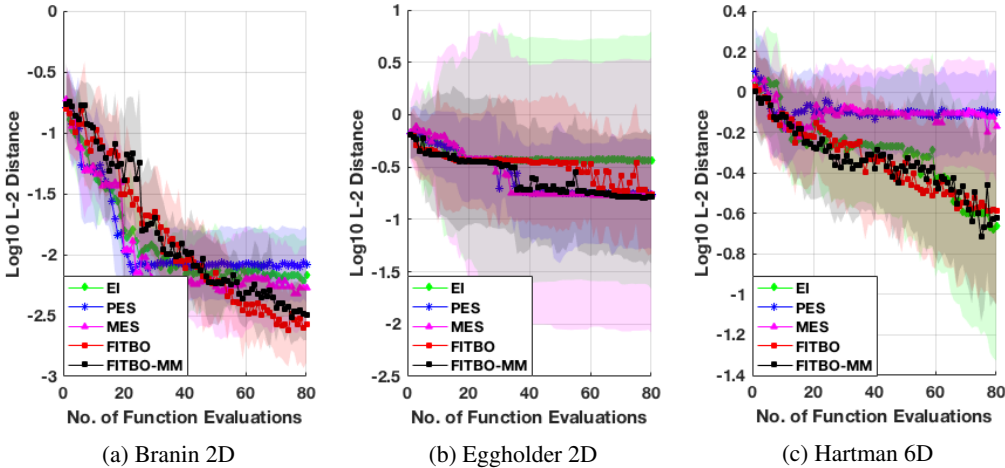 0
-0.5
-1
-1.5
-2
-2.5
-3
Log10 L-2 Distance
EI
PES
MES
FITBO
FITBO-MM
0 20 40 60 80
No. of Function Evaluations
(a) Branin 2D
1
0.5
0
-0.5
-1
-1.5
-2
-2.5
Log10 L-2 Distance
EI
PES
MES
FITBO
FITBO-MM
0 20 40 60 80
No. of Function Evaluations
(b) Eggholder 2D
0.4
0.2
0
-0.2
-0.4
-0.6
-0.8
-1
-1.2
-1.4
Log10 L-2 Distance
EI
PES
MES
FITBO
FITBO-MM
0 20 40 60 80
No. of Function Evaluations
(c) Hartman 6D